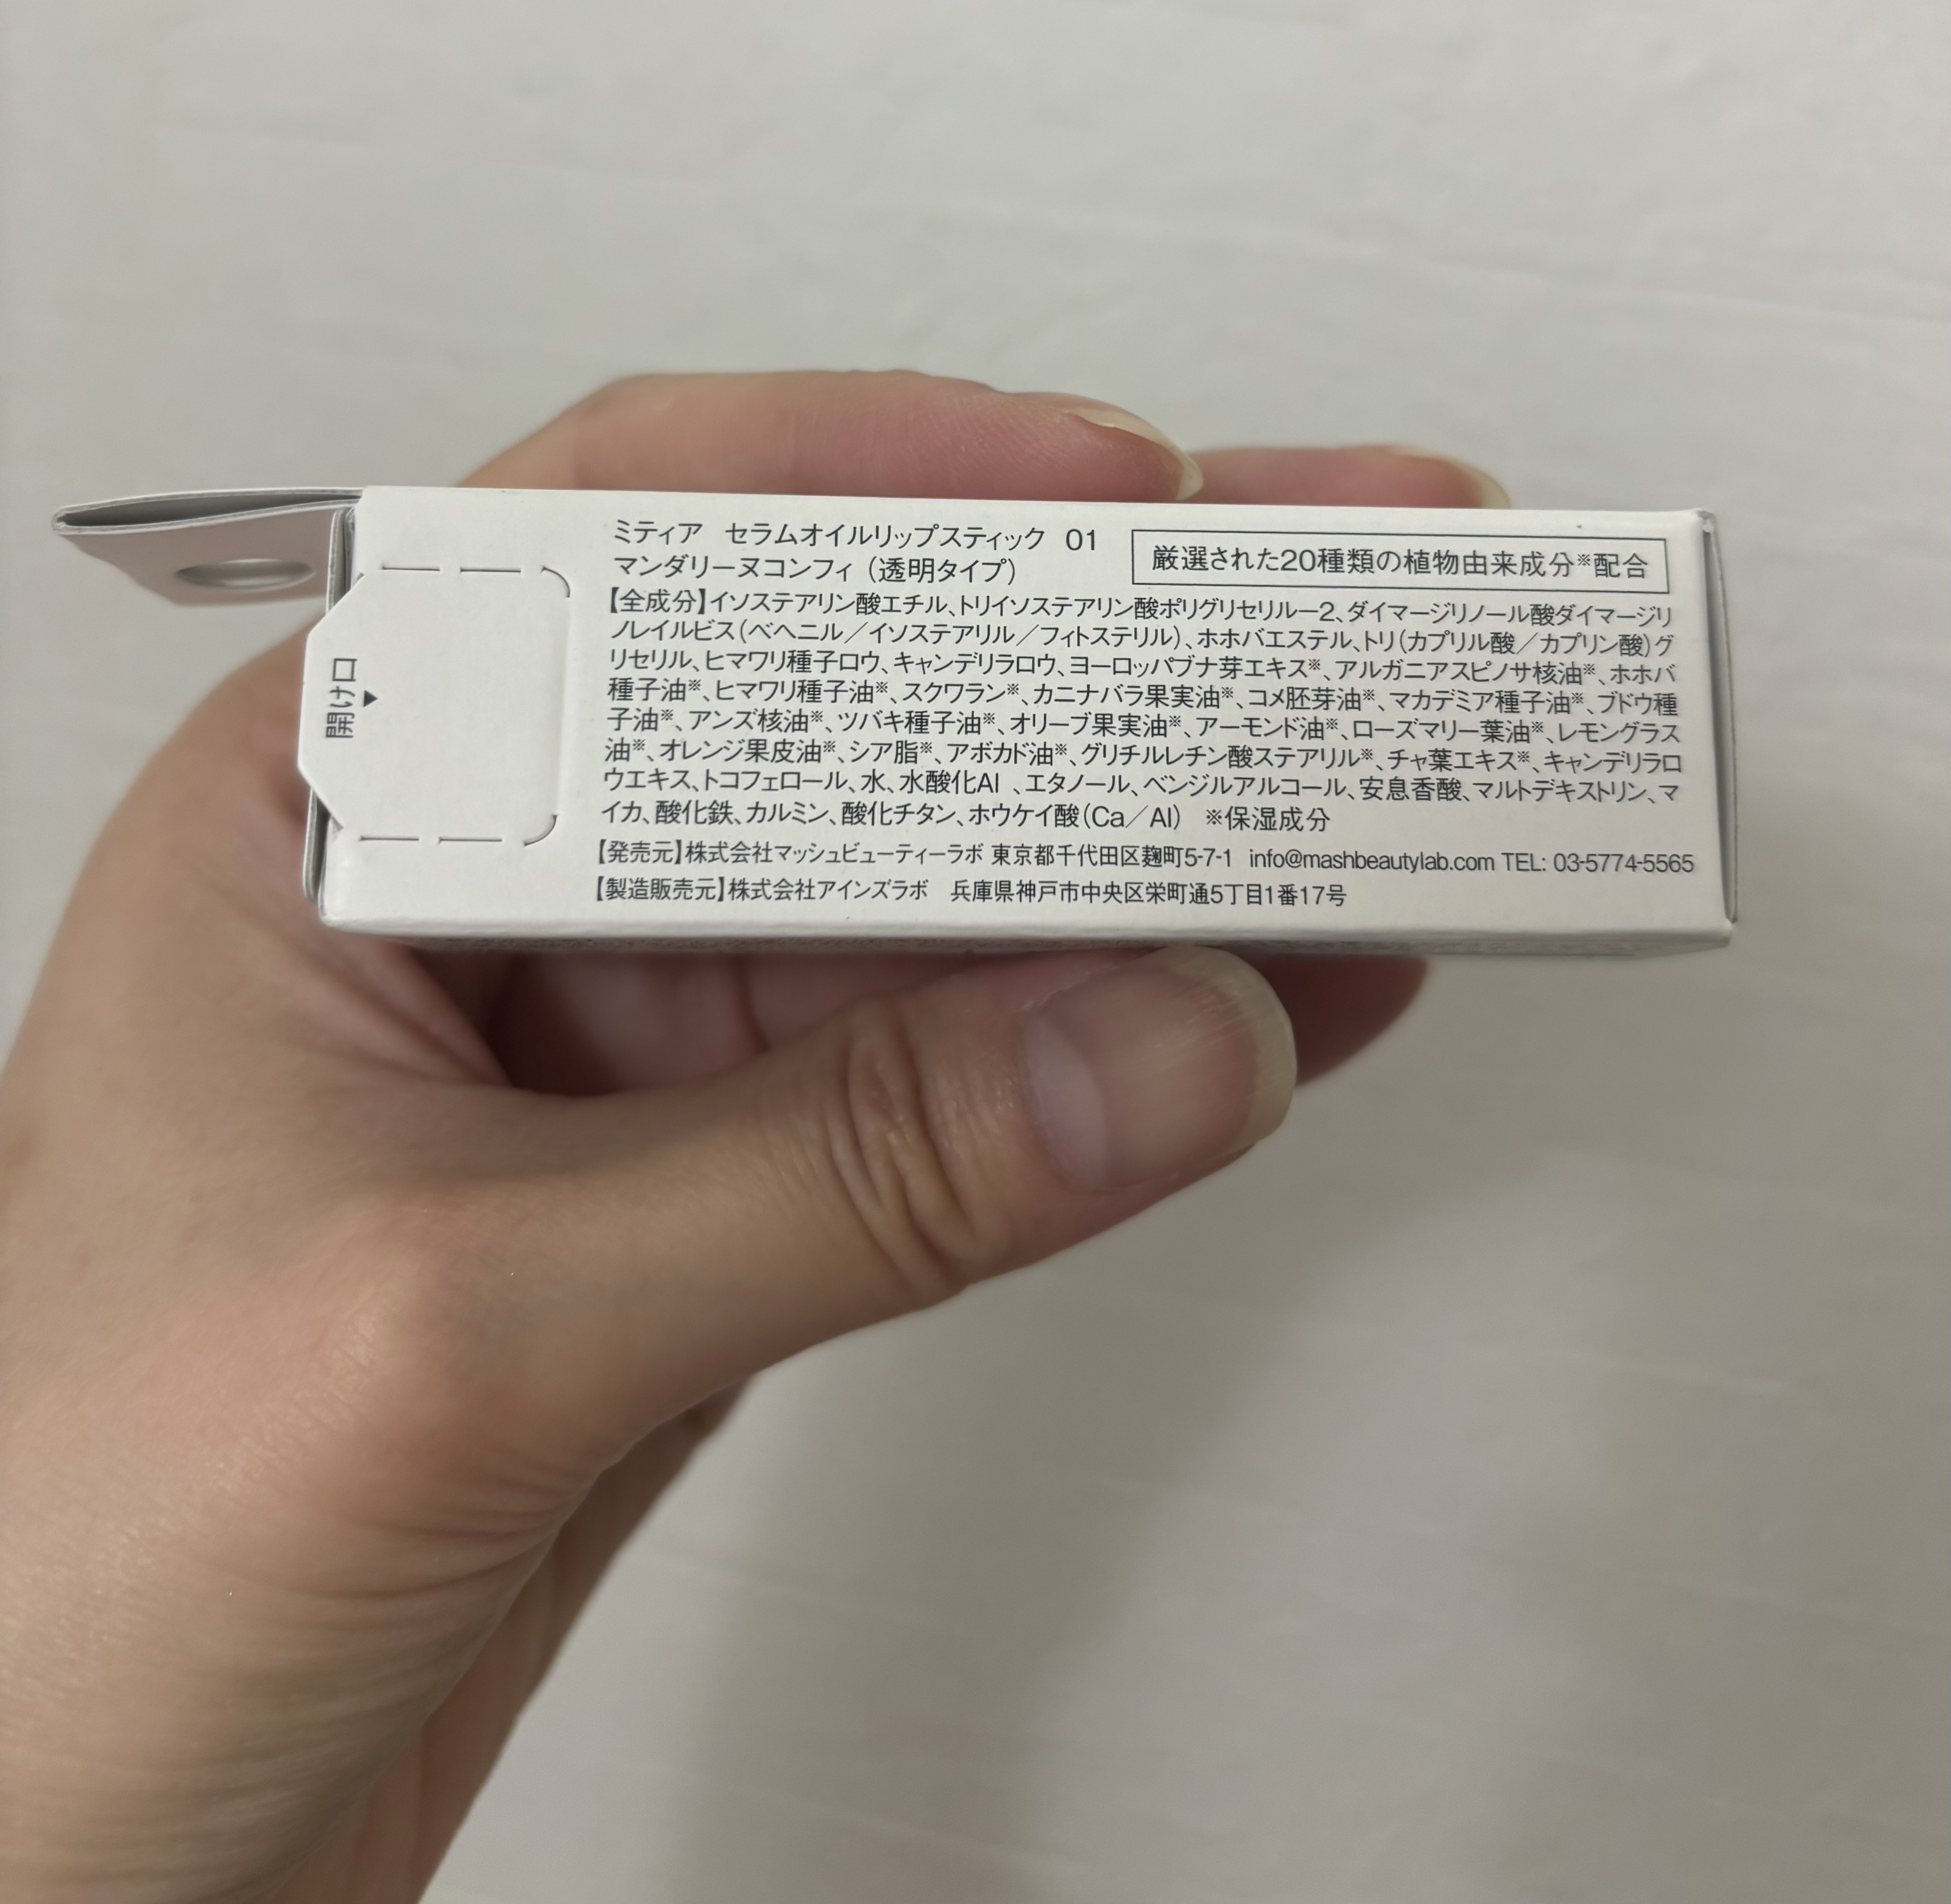 ミティア　セラムオイルリップスティック　01
マンダリーヌコンフィ（透明タイプ）
厳選された20種類の植物由来成分※配合
【全成分】イソステアリン酸エチル、トリイソステアリン酸ポリグリセリル－2、ダイマージリノール酸ダイマージリ
ノレイルビス（ベヘニル／イソステアリル／フィトステリル）、ホホバエステル、トリ（カプリル酸／カプリン酸）グ
リセリル、ヒマワリ種子ロウ、キャンデリラロウ、ヨーロッパブナ芽エキス※、アルガニアスピノサ核油※、ホホバ
種子油※、ヒマワリ種子油※、スクワラン※、カニナバラ果実油※、コメ胚芽油※、マカデミア種子油※、ブドウ種
子油※、アンズ核油※、ツバキ種子油※、オリーブ果実油※、アーモンド油※、ローズマリー葉油※、レモングラス
油※、オレンジ果皮油※、シア脂※、アボカド油※、グリチルレチン酸ステアリル※、チャ葉エキス※、キャンデリラロ
ウエキス、トコフェロール、水、水酸化Al 、エタノール、ベンジルアルコール、安息香酸、マルトデキストリン、マ
イカ、酸化鉄、カルミン、酸化チタン、ホウケイ酸（Ca／Al）　※保湿成分
【発売元】株式会社マッシュビューティーラボ 東京都千代田区麹町5-7-1 info@mashbeautylab.com TEL: 03-5774-5565
【製造販売元】株式会社アインズラボ　兵庫県神戸市中央区栄町通5丁目1番17号
開け口